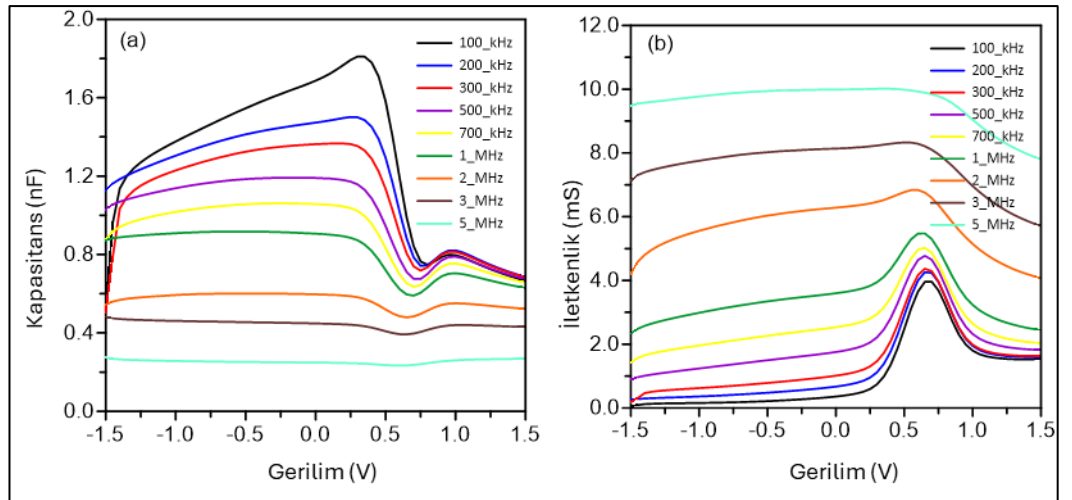 (a)
100_kHz
200_kHz
300_kHz
500_kHz
700_kHz
1_MHz
2_MHz
3_MHz
5_MHz
2.0
1.6
1.2
0.8
0.4
0.0
-1.5
-1.0
-0.5
0.0
0.5
1.0
1.5
Kapasitans (nF)
Gerilim (V)
(b)
100_kHz
200_kHz
300_kHz
500_kHz
700_kHz
1_MHz
2_MHz
3_MHz
5_MHz
12.0
10.0
8.0
6.0
4.0
2.0
0.0
-1.5
-1.0
-0.5
0.0
0.5
1.0
1.5
İletkenlik (mS)
Gerilim (V)